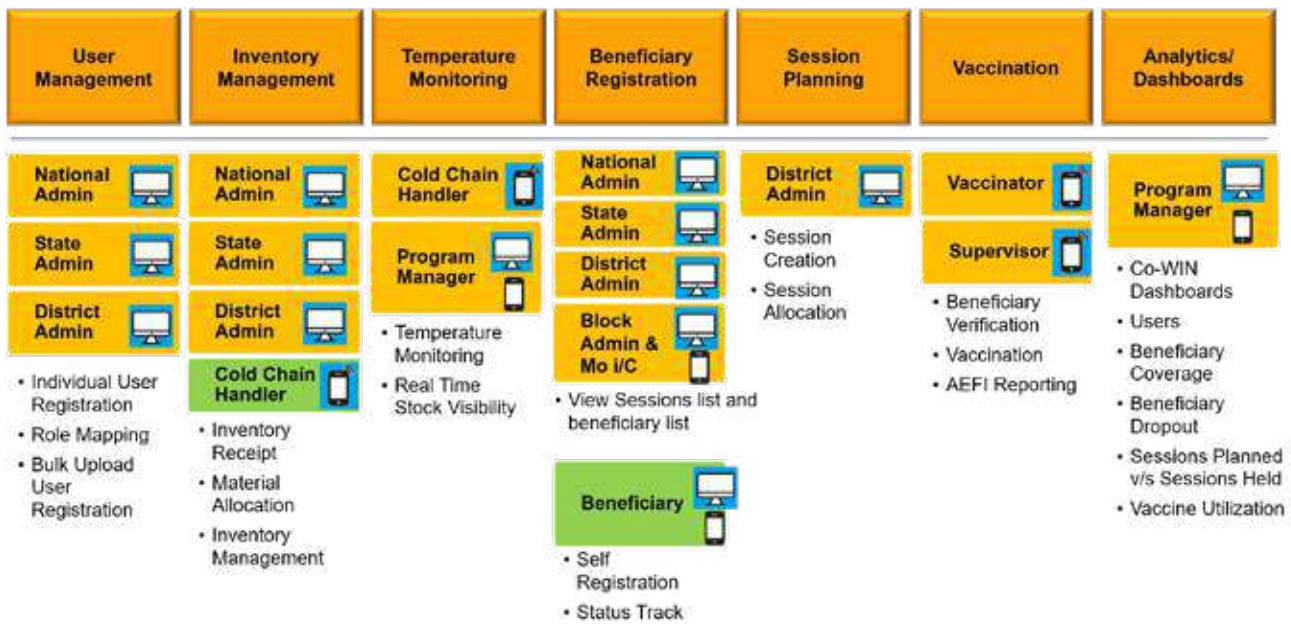 User
Management
Inventory
Management
Temperature
Monitoring
Beneficiary
Registration
Session
Planning
Vaccination
Analytics/
Dashboards
National
Admin
State
Admin
District
Admin
• Individual User
Registration
• Role Mapping
• Bulk Upload
User
Registration
National
Admin
State
Admin
District
Admin
Cold Chain
Handler
• Inventory
Receipt
• Material
Allocation
• Inventory
Management
Cold Chain
Handler
Program
Manager
• Temperature
Monitoring
• Real Time
Stock Visibility
National
Admin
State
Admin
District
Admin
Block
Admin &
Mo i/C
• View Sessions list and
beneficiary list
Beneficiary
• Self
Registration
• Status Track
District
Admin
• Session
Creation
• Session
Allocation
Vaccinator
Supervisor
• Beneficiary
Verification
• Vaccination
• AEFI Reporting
Program
Manager
• Co-WIN
Dashboards
• Users
• Beneficiary
Coverage
• Beneficiary
Dropout
• Sessions Planned
v/s Sessions Held
• Vaccine Utilization